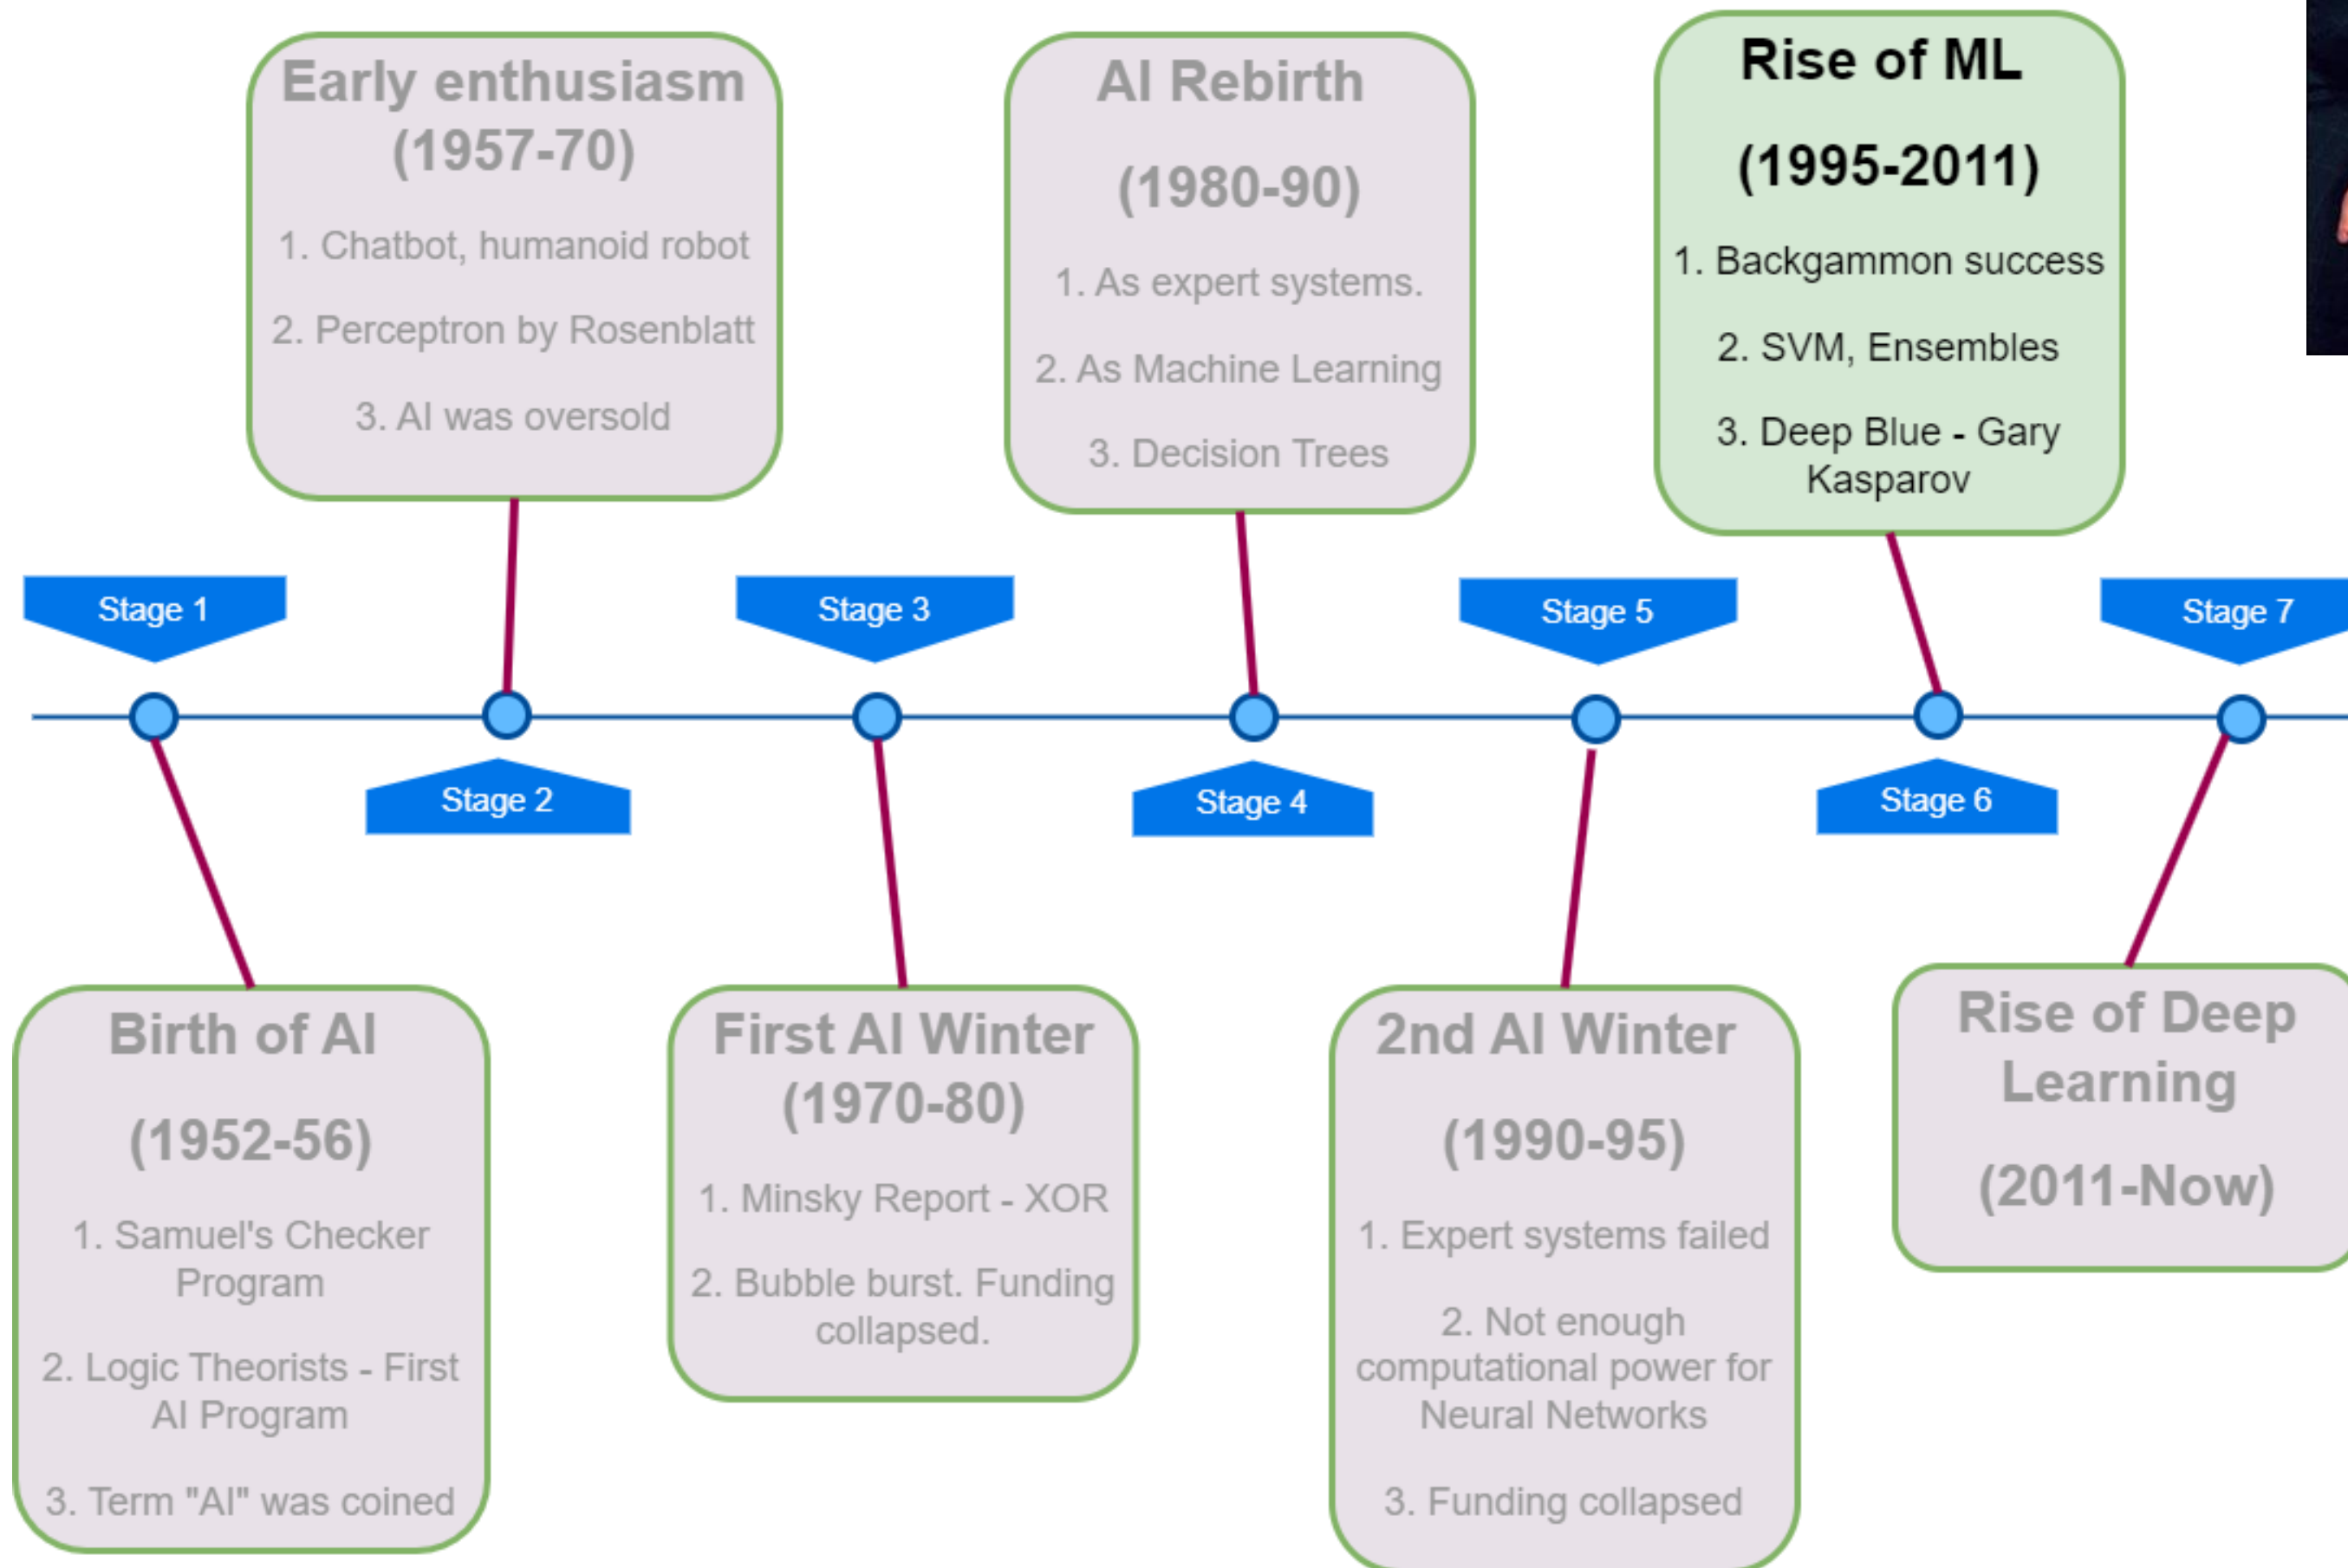 Early enthusiasm
(1957-70)
1. Chatbot, humanoid robot
2. Perceptron by Rosenblatt
3. AI was oversold
AI Rebirth
(1980-90)
1. As expert systems.
2. As Machine Learning
3. Decision Trees
Rise of ML
(1995-2011)
1. Backgammon success
2. SVM, Ensembles
3. Deep Blue - Gary
Kasparov
Stage 1
Stage 3
Stage 5
Stage 7
Stage 2
Stage 4
Stage 6
Birth of AI
(1952-56)
1. Samuel's Checker
Program
2. Logic Theorists - First
AI Program
3. Term "AI" was coined
First AI Winter
(1970-80)
1. Minsky Report - XOR
2. Bubble burst. Funding
collapsed.
2nd AI Winter
(1990-95)
1. Expert systems failed
2. Not enough
computational power for
Neural Networks
3. Funding collapsed
Rise of Deep
Learning
(2011-Now)